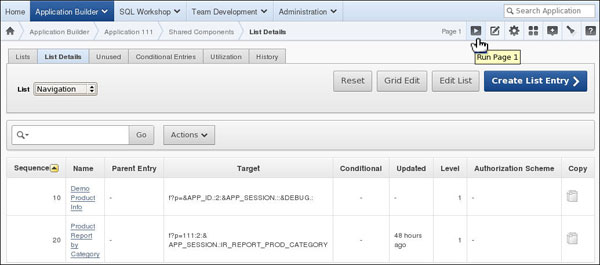 Home Application Builder SQL Workshop Team Development Administration Search Application
Application Builder Application 111 Shared Components List Details Page 1
Run Page 1
Lists List Details Unused Conditional Entries Utilization History
List Navigation Reset Grid Edit Edit List Create List Entry
Go Actions
Sequence Name Parent Entry Target Conditional Updated Level Authorization Scheme Copy
Demo
10 Product - f?p=&APP_ID.:2:&APP_SESSION.::&DEBUG.: - - 1 -
Info
Product
Report f?p=111:2:& 48 hours
20 by - APP_SESSION:IR_REPORT_PROD_CATEGORY - ago 1 -
Category